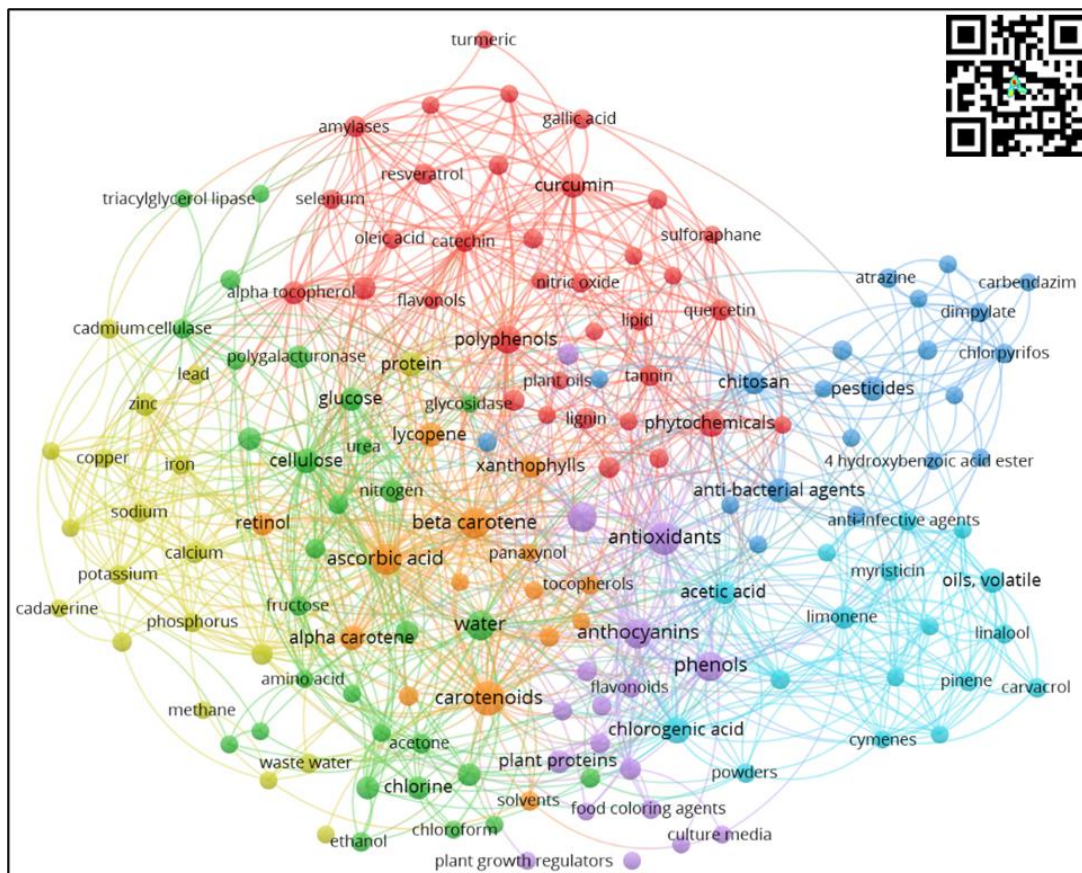 turmeric
amylases
gallic acid
resveratrol
curcumin
triacylglycerol lipase
selenium
sulforaphane
oleic acid
catechin
atrazine
carbendazim
nitric oxide
alpha tocopherol
flavonols
quercetin
dimpylate
cadmium
cellulase
lipid
polyphenols
chlorpyrifos
polygalacturonase
protein
lead
plant oils
tannin
chitosan
pesticides
zinc
glucose
glycosidase
lignin
phytochemicals
lycopene
urea
copper
iron
cellulose
xanthophylls
4 hydroxybenzoic acid ester
nitrogen
anti-bacterial agents
sodium
retinol
beta carotene
anti-infective agents
antioxidants
calcium
ascorbic acid
panaxynol
potassium
myristicin
oils, volatile
tocopherols
acetic acid
cadaverine
fructose
phosphorus
limonene
water
alpha carotene
anthocyanins
linalool
phenols
amino acid
flavonoids
pinene
carvacrol
carotenoids
methane
chlorogenic acid
acetone
cymenes
waste water
plant proteins
powders
chlorine
solvents
food coloring agents
chloroform
culture media
ethanol
plant growth regulators